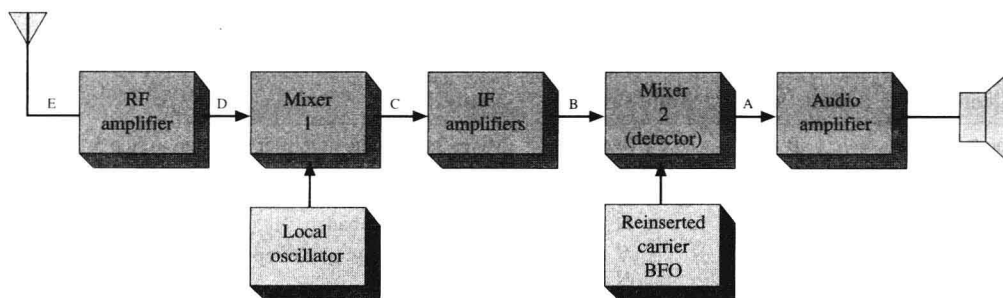 E
RF
amplifier
D
Mixer
1
C
IF
amplifiers
B
Mixer
2
(detector)
A
Audio
amplifier
Local
oscillator
Reinserted
carrier
BFO